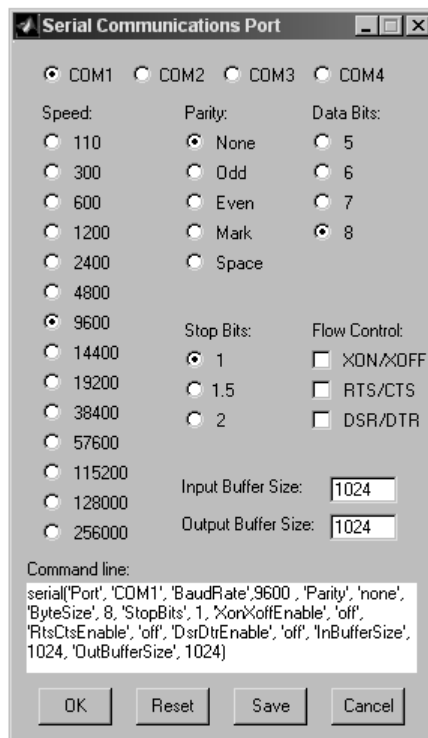 Serial Communications Port
COM1 COM2 COM3 COM4
Speed: Parity: Data Bits:
110 None 5
300 Odd 6
600 Even 7
1200 Mark 8
2400 Space
4800
9600
14400 Stop Bits: Flow Control:
19200 1 XON/XOFF
38400 1.5 RTS/CTS
57600 2 DSR/DTR
115200
128000 Input Buffer Size: 1024
256000 Output Buffer Size: 1024
Command line:
serial('Port', 'COM1', 'BaudRate',9600 , 'Parity', 'none',
'ByteSize', 8, 'StopBits', 1, 'XonXoffEnable', 'off',
'RtsCtsEnable', 'off', 'DsrDtrEnable', 'off', 'InBufferSize',
1024, 'OutBufferSize', 1024)
OK Reset Save Cancel